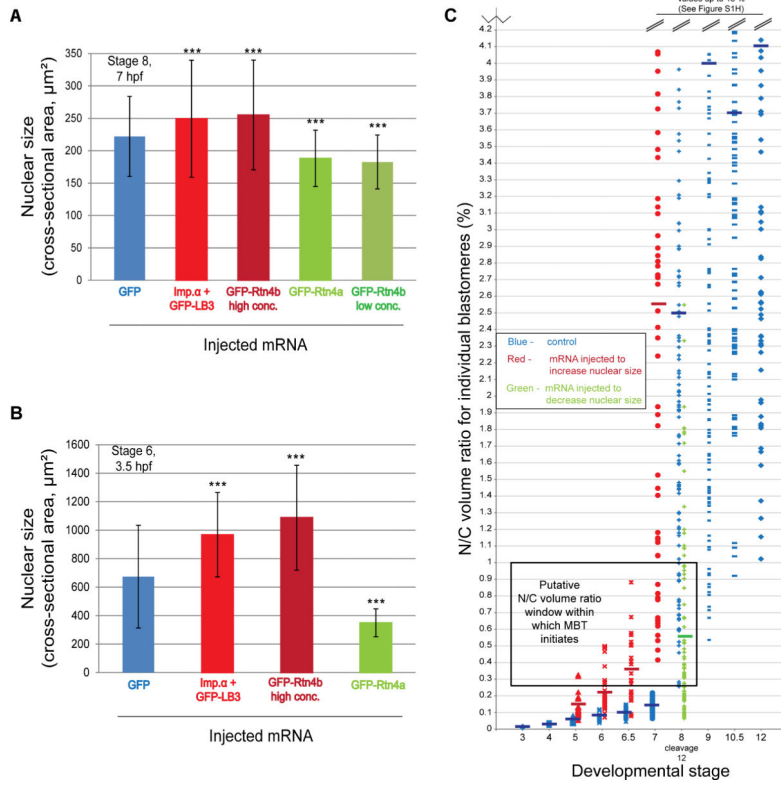 A
Stage 8,
7 hpf
***
***
***
***
400
350
300
250
200
150
100
50
0
Nuclear size
(cross-sectional area, µm²)
GFP
Imp.α +
GFP-LB3
GFP-Rtn4b
high conc.
GFP-Rtn4a
GFP-Rtn4b
low conc.
Injected mRNA
B
Stage 6,
3.5 hpf
***
***
***
1600
1400
1200
1000
800
600
400
200
0
Nuclear size
(cross-sectional area, µm²)
GFP
Imp.α +
GFP-LB3
GFP-Rtn4b
high conc.
GFP-Rtn4a
Injected mRNA
C
(See Figure S1H)
4.2
4.1
4
3.9
3.8
3.7
3.6
3.5
3.4
3.3
3.2
3.1
3
2.9
2.8
2.7
2.6
2.5
2.4
2.3
2.2
2.1
2
1.9
1.8
1.7
1.6
1.5
1.4
1.3
1.2
1.1
1
0.9
0.8
0.7
0.6
0.5
0.4
0.3
0.2
0.1
0
N/C volume ratio for individual blastomeres (%)
Blue - control
Red - mRNA injected to
increase nuclear size
Green - mRNA injected to
decrease nuclear size
Putative
N/C volume ratio
window within
which MBT
initiates
3
4
5
6
6.5
7
8
cleavage
12
9
10.5
12
Developmental stage